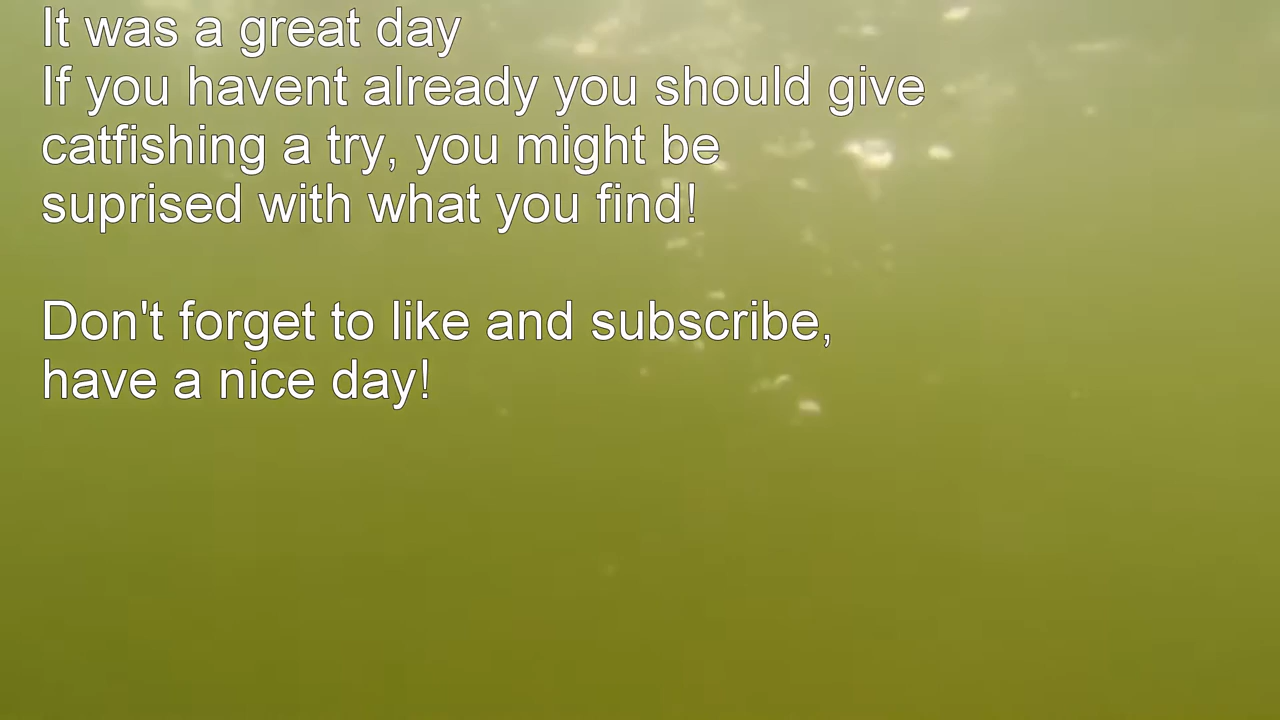 It was a great day
If you havent already you should give
catfishing a try, you might be
suprised with what you find!
Don't forget to like and subscribe,
have a nice day!